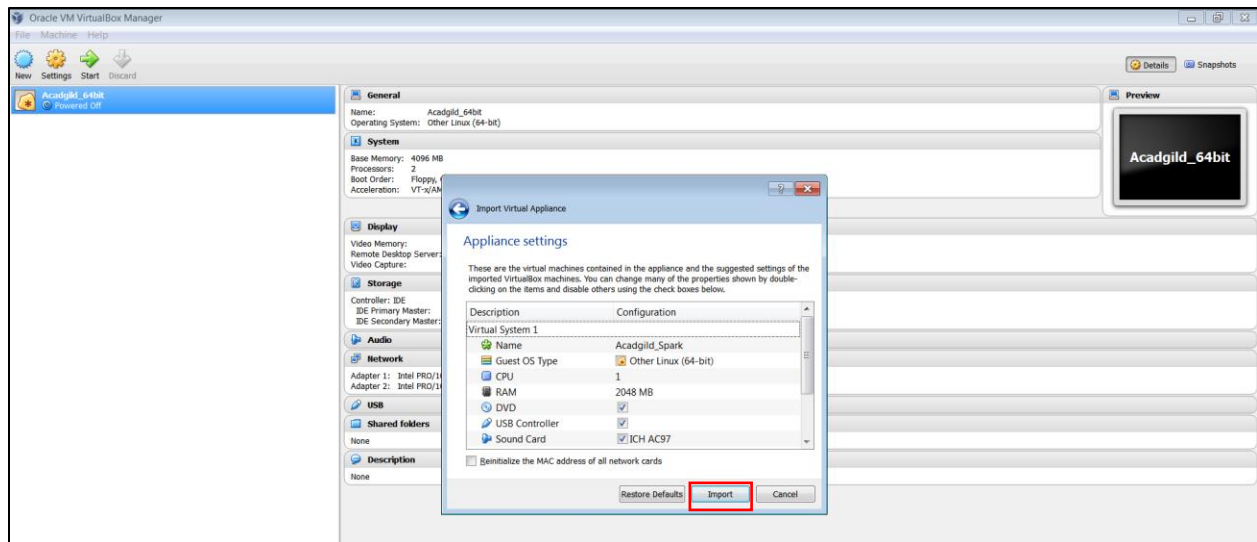 Oracle VM VirtualBox Manager
File Machine Help
New Settings Start Discard
Details Snapshots
Acadgild_64bit
Powered Off
General
Name: Acadgild_64bit
Operating System: Other Linux (64-bit)
System
Base Memory: 4096 MB
Processors: 2
Boot Order: Floppy,
Acceleration: VT-x/AM
Display
Video Memory:
Remote Desktop Server:
Video Capture:
Storage
Controller: IDE
IDE Primary Master:
IDE Secondary Master:
Audio
Network
Adapter 1: Intel PRO/1
Adapter 2: Intel PRO/1
USB
Shared folders
None
Description
None
Preview
Acadgild_64bit
Import Virtual Appliance
Appliance settings
These are the virtual machines contained in the appliance and the suggested settings of the
imported VirtualBox machines. You can change many of the properties shown by double-
clicking on the items and disable others using the check boxes below.
Description Configuration
Virtual System 1
Name Acadgild_Spark
Guest OS Type Other Linux (64-bit)
CPU 1
RAM 2048 MB
DVD
USB Controller
Sound Card ICH AC97
Reinitialize the MAC address of all network cards
Restore Defaults Import Cancel